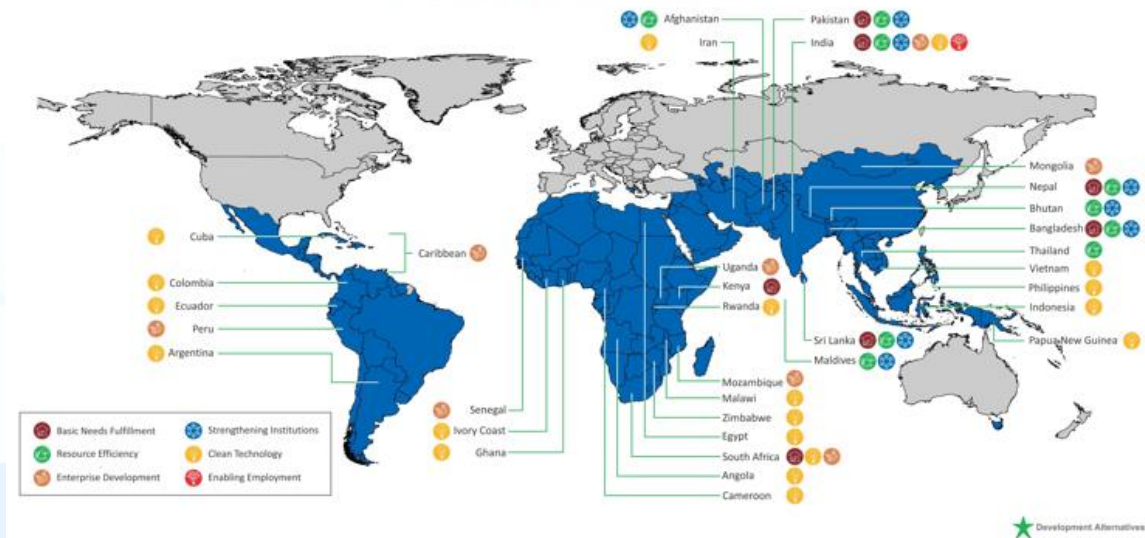 Afghanistan
Pakistan
Iran
India
Mongolia
Nepal
Bhutan
Bangladesh
Thailand
Vietnam
Philippines
Indonesia
Papua New Guinea
Cuba
Caribbean
Colombia
Ecuador
Peru
Argentina
Uganda
Kenya
Rwanda
Sri Lanka
Maldives
Senegal
Ivory Coast
Ghana
Mozambique
Malawi
Zimbabwe
Egypt
South Africa
Angola
Cameroon
Basic Needs Fulfillment
Strengthening Institutions
Resource Efficiency
Clean Technology
Enterprise Development
Enabling Employment
Development Alternatives